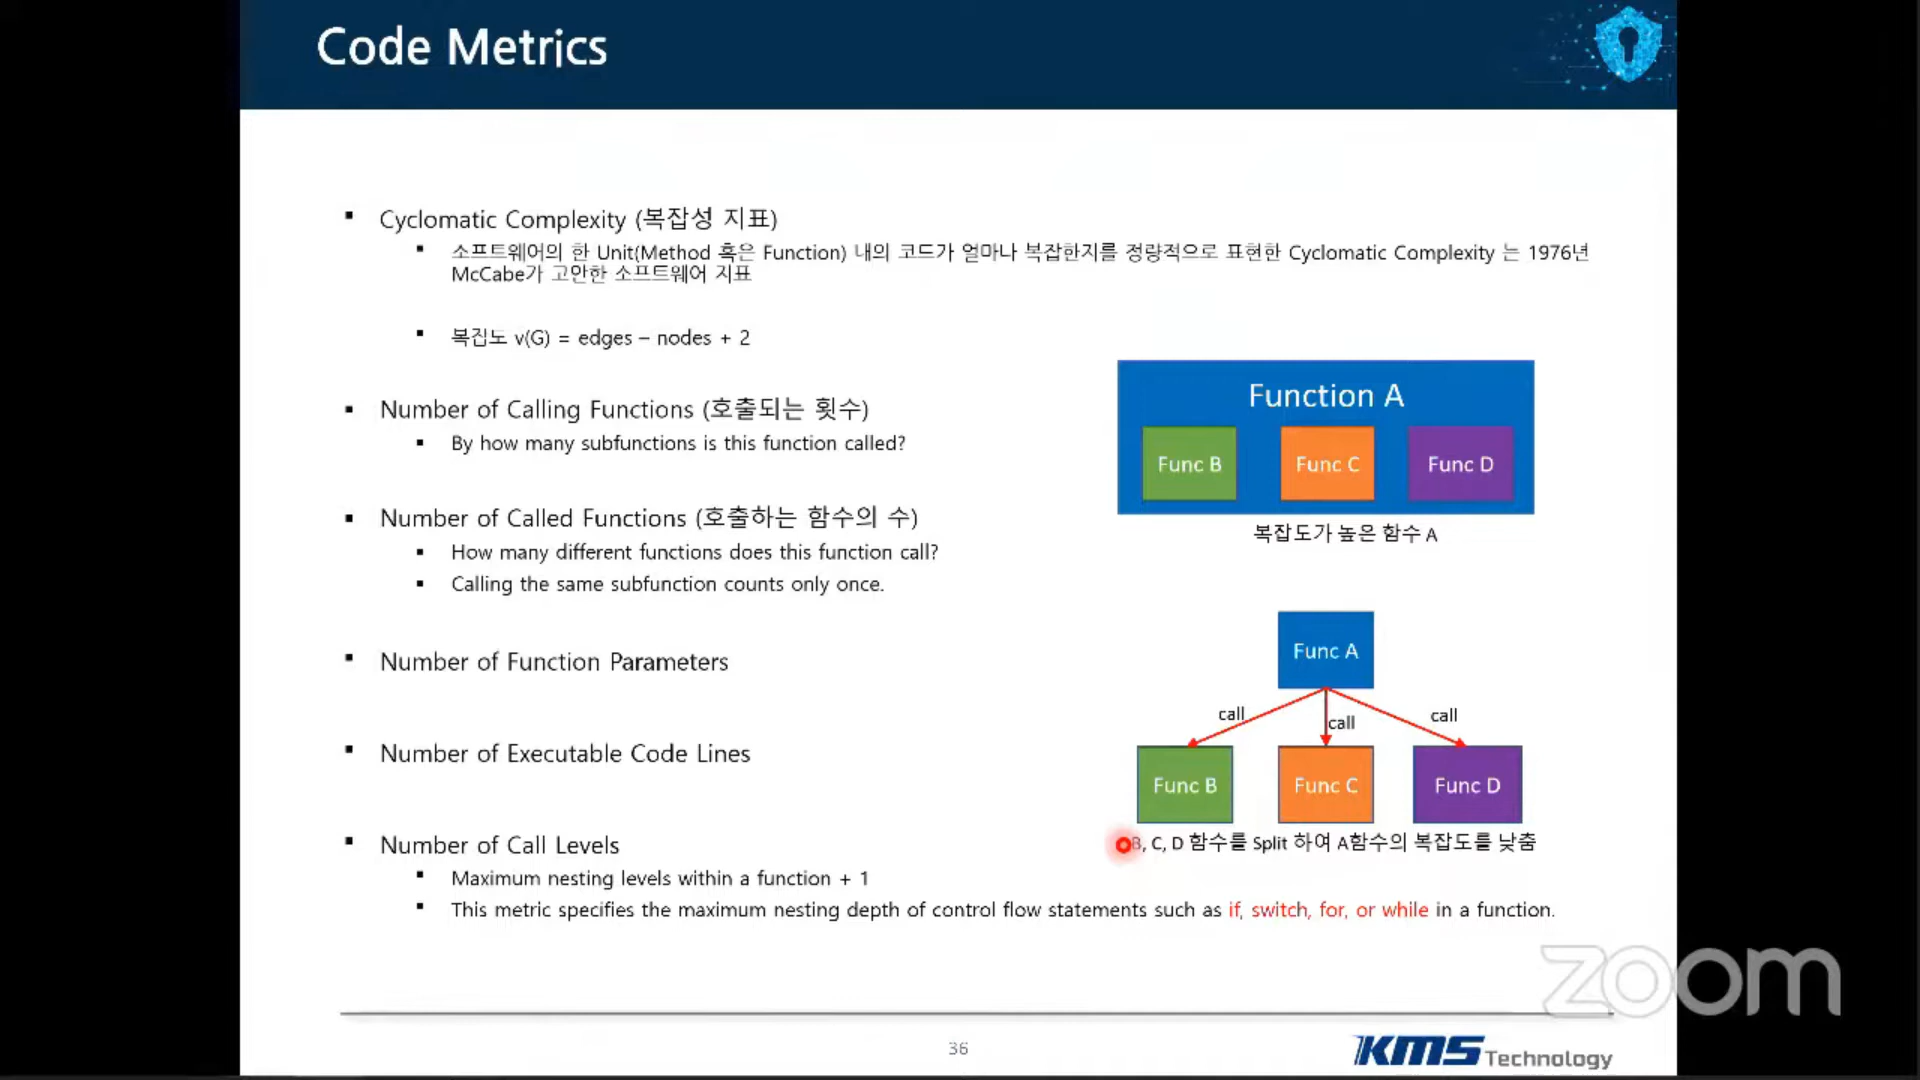 Code Metrics
Cyclomatic Complexity (복잡성 지표)
소프트웨어의 한 Unit(Method 혹은 Function) 내의 코드가 얼마나 복잡한지를 정량적으로 표현한 Cyclomatic Complexity 는 1976년
McCabe가 고안한 소프트웨어 지표
복잡도 v(G) = edges – nodes + 2
Number of Calling Functions (호출되는 횟수)
By how many subfunctions is this function called?
Number of Called Functions (호출하는 함수의 수)
How many different functions does this function call?
Calling the same subfunction counts only once.
Number of Function Parameters
Number of Executable Code Lines
Number of Call Levels
Maximum nesting levels within a function + 1
This metric specifies the maximum nesting depth of control flow statements such as if, switch, for, or while in a function.
Function A
Func B
Func C
Func D
복잡도가 높은 함수 A
Func A
call
call
call
Func B
Func C
Func D
B, C, D 함수를 Split 하여 A함수의 복잡도를 낮춤
zoom
36
KMS Technology